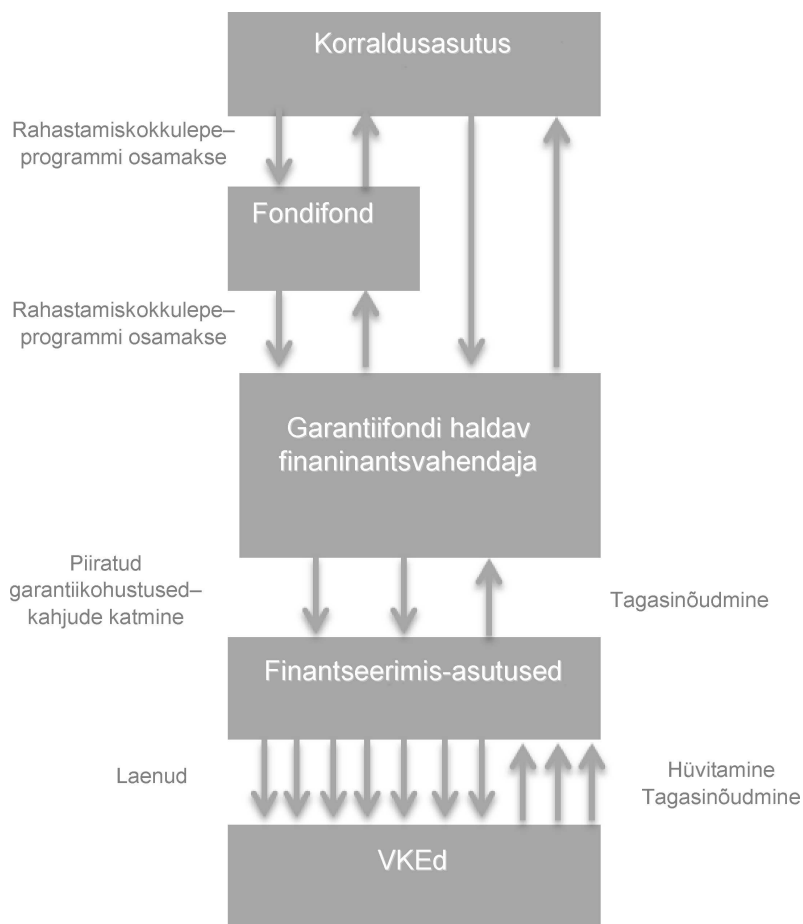 Korraldusasutus
Rahastamiskokkulepe–
programmi osamakse
Fondifond
Rahastamiskokkulepe–
programmi osamakse
Garantiifondi haldav
finaninantsvahendaja
Piiratud
garantiikohustused–
kahjude katmine
Tagasinõudmine
Finantseerimis-asutused
Laenud
Hüvitamine
Tagasinõudmine
VKEd